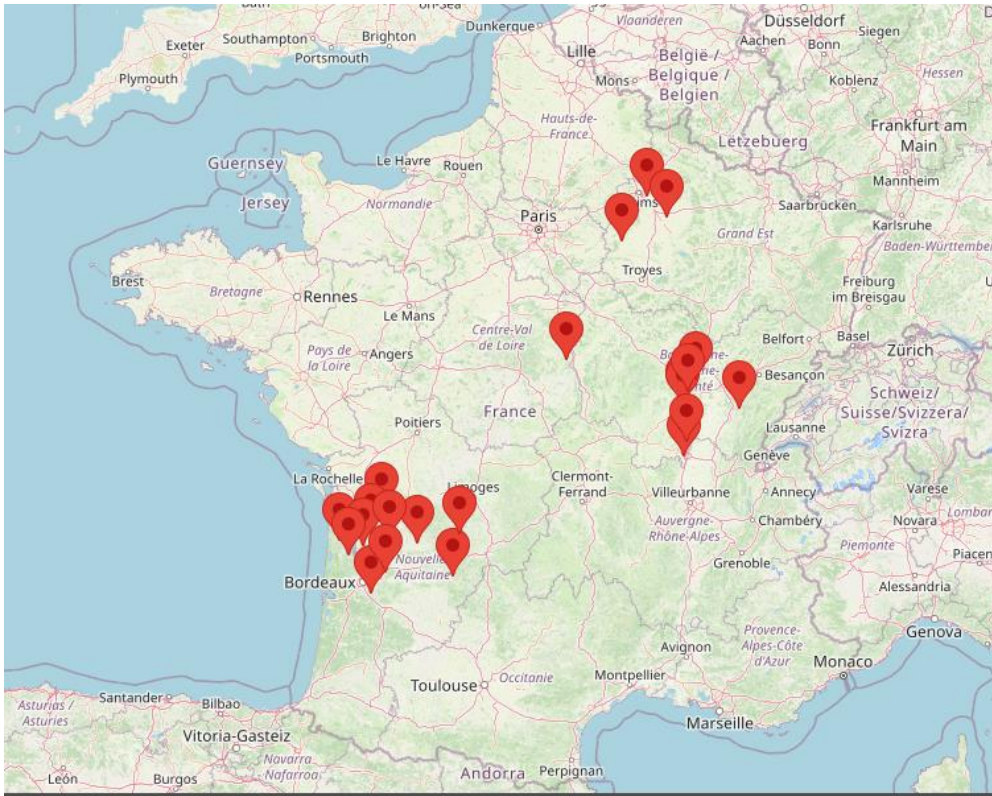 Exeter
Southampton
Brighton
Portsmouth
Plymouth
Dunkerque
Vlaanderen
Lille
Mons
België /
Belgique /
Belgien
Düsseldorf
Aachen
Bonn
Siegen
Koblenz
Hessen
Frankfurt am
Main
Hauts-de-
France
Lëtzebuerg
Guernsey
Jersey
Le Havre
Rouen
Normandie
Paris
Mannheim
Saarbrücken
Karlsruhe
Grand Est
Troyes
Brest
Bretagne
Rennes
Le Mans
Freiburg
im Breisgau
Centre-Val
de Loire
Pays de
la Loire
Angers
Belfort
Basel
Zürich
Besançon
France
Schweiz/
Suisse/Svizzera/
Svizra
Poitiers
Lausanne
Genève
La Rochelle
Limoges
Clermont-
Ferrand
Villeurbanne
Annecy
Varese
Auvergne-
Rhône-Alpes
Chambéry
Novara
Grenoble
Piemonte
Bordeaux
Nouvelle
Aquitaine
Alessandria
Genova
Provence-
Alpes-Côte
d'Azur
Avignon
Monaco
Toulouse
Occitanie
Montpellier
Marseille
Santander
Bilbao
Asturias /
Asturies
Vitoria-Gasteiz
Navarra
Nafarroa
León
Burgos
Andorra
Perpignan